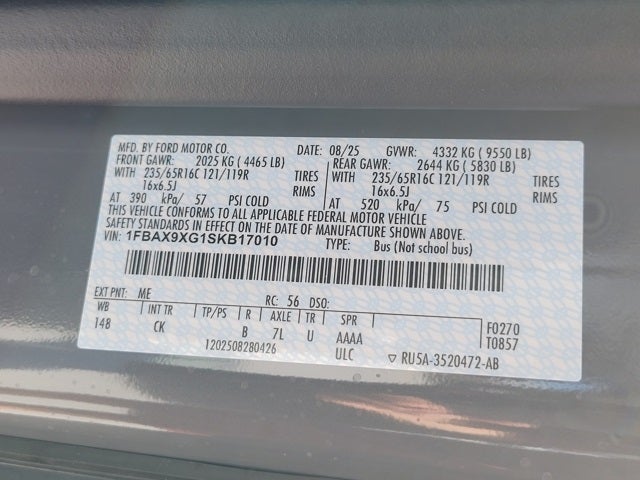 MFD. BY FORD MOTOR CO. DATE: 08/25 GVWR: 4332 KG ( 9550 LB)
FRONT GAWR: 2025 KG ( 4465 LB) REAR GAWR: 2644 KG ( 5830 LB)
WITH 235/65R16C 121/119R TIRES WITH 235/65R16C 121/119R TIRES
16x6.5J RIMS 16x6.5J RIMS
AT 390 kPa/ 57 PSI COLD AT 520 kPa/ 75 PSI COLD
THIS VEHICLE CONFORMS TO ALL APPLICABLE FEDERAL MOTOR VEHICLE
SAFETY STANDARDS IN EFFECT ON THE DATE OF MANUFACTURE SHOWN ABOVE.
VIN: 1FBAX9XG1SKB17010 TYPE: Bus (Not school bus)
EXT PNT: ME RC: 56 DSO:
WB INT TR TP/PS R AXLE TR SPR F0270
148 CK B 7L U AAAA T0857
1202508280426 ULC ▽ RU5A-3520472-AB